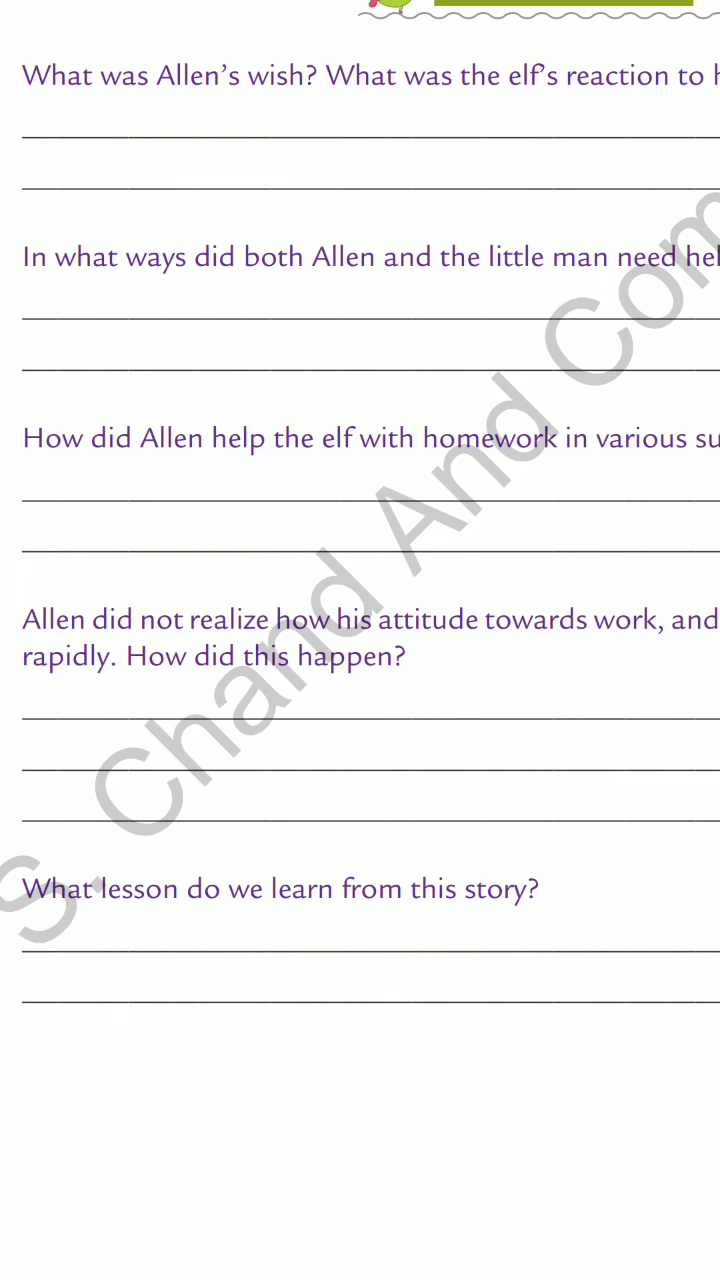 What was Allen’s wish? What was the elf’s reaction to
In what ways did both Allen and the little man need
How did Allen help the elf with homework in various
Allen did not realize how his attitude towards work, and
rapidly. How did this happen?
What lesson do we learn from this story?
S. Chand And Com